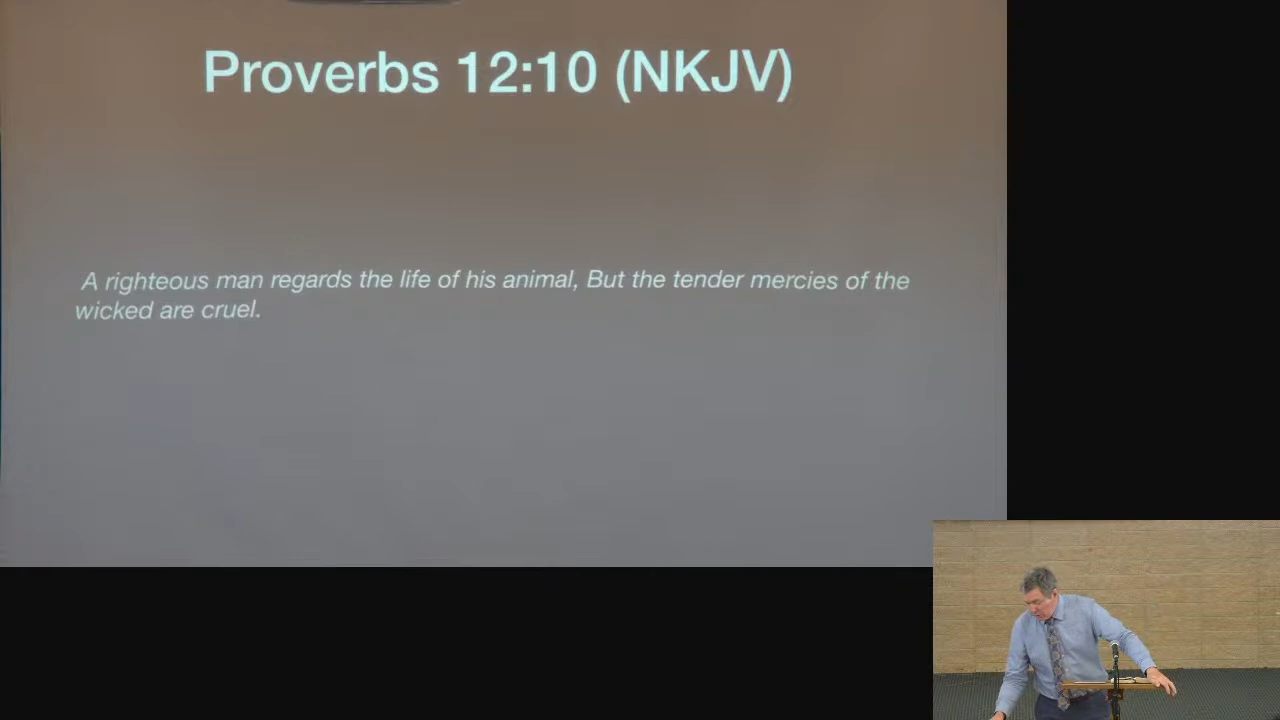 Proverbs 12:10 (NKJV)
A righteous man regards the life of his animal, But the tender mercies of the
wicked are cruel.